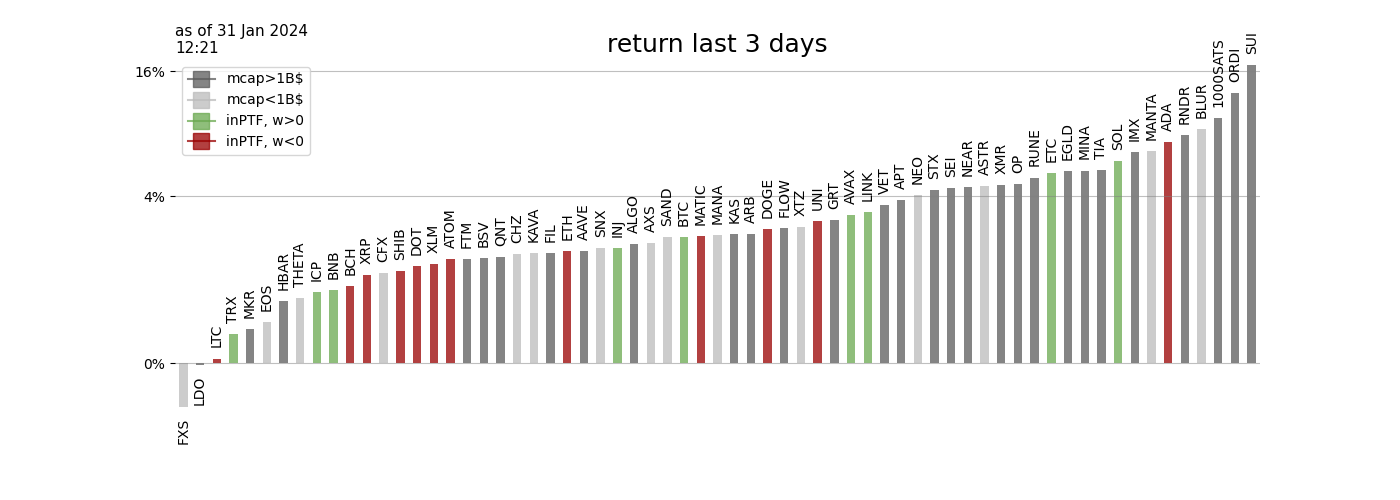 as of 31 Jan 2024
12:21
return last 3 days
16%
4%
0%
mcap>1B$
mcap<1B$
inPTF, w>0
inPTF, w<0
FXS
LDO
LTC
TRX
MKR
EOS
HBAR
THETA
ICP
BNB
BCH
XRP
CFX
SHIB
DOT
XLM
ATOM
FTM
BSV
QNT
CHZ
KAVA
FIL
ETH
AAVE
SNX
INJ
ALGO
AXS
SAND
BTC
MATIC
MANA
KAS
ARB
DOGE
FLOW
XTZ
UNI
GRT
AVAX
LINK
VET
APT
NEO
STX
SEI
NEAR
ASTR
XMR
OP
RUNE
ETC
EGLD
MINA
TIA
SOL
IMX
MANTA
ADA
RNDR
BLUR
1000SATS
ORDI
SUI